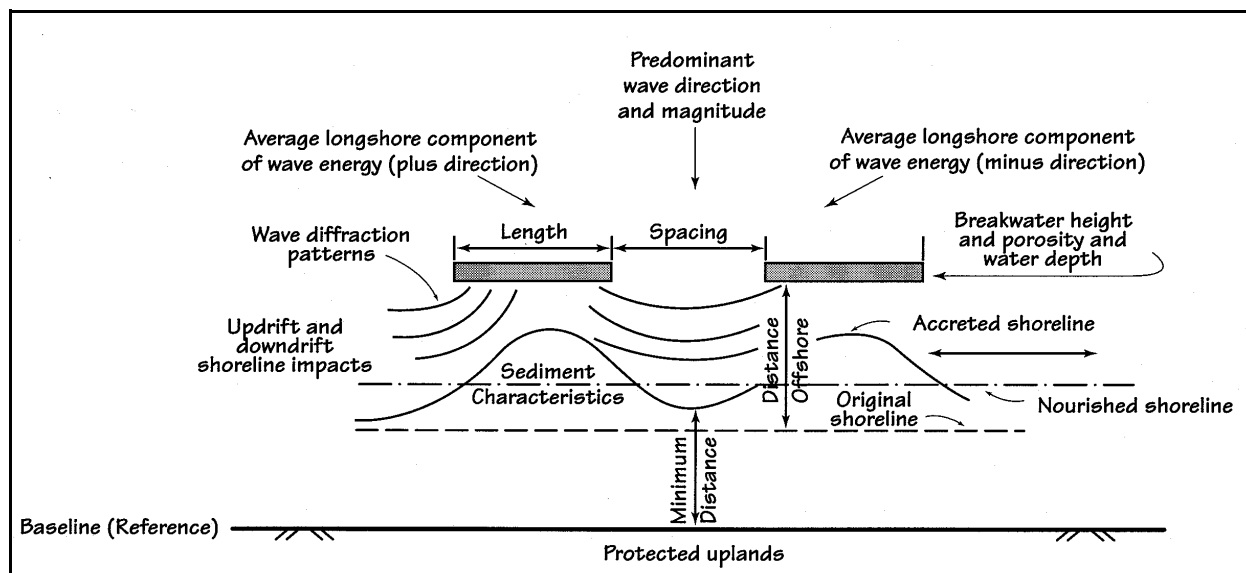 Predominant
wave direction
and magnitude
Average longshore component
of wave energy (plus direction)
Average longshore component
of wave energy (minus direction)
Wave diffraction
patterns
Length
Spacing
Breakwater height
and porosity and
water depth
Updrift and
downdrift
shoreline impacts
Distance
Offshore
Accreted shoreline
Sediment
Characteristics
Original
shoreline
Nourished shoreline
Minimum
Distance
Baseline (Reference)
Protected uplands